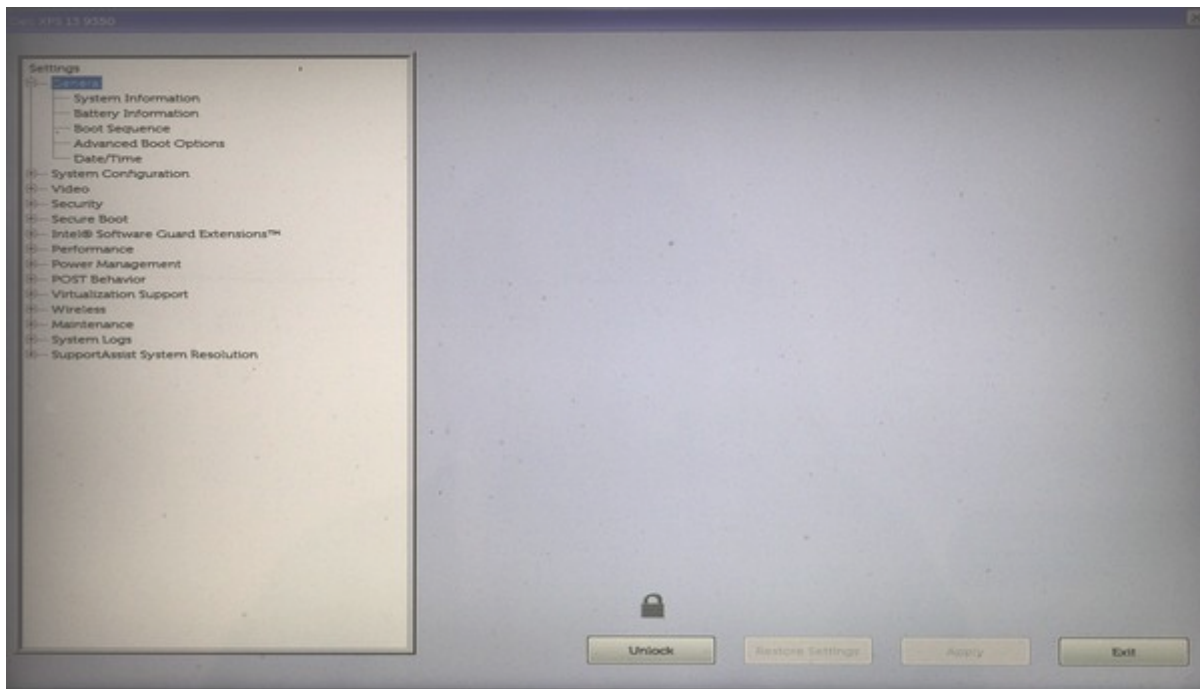 Dell XPS 13 9350
Settings
General
System Information
Battery Information
Boot Sequence
Advanced Boot Options
Date/Time
System Configuration
Video
Security
Secure Boot
Intel® Software Guard Extensions™
Performance
Power Management
POST Behavior
Virtualization Support
Wireless
Maintenance
System Logs
SupportAssist System Resolution
Unlock
Restore Settings
Apply
Exit